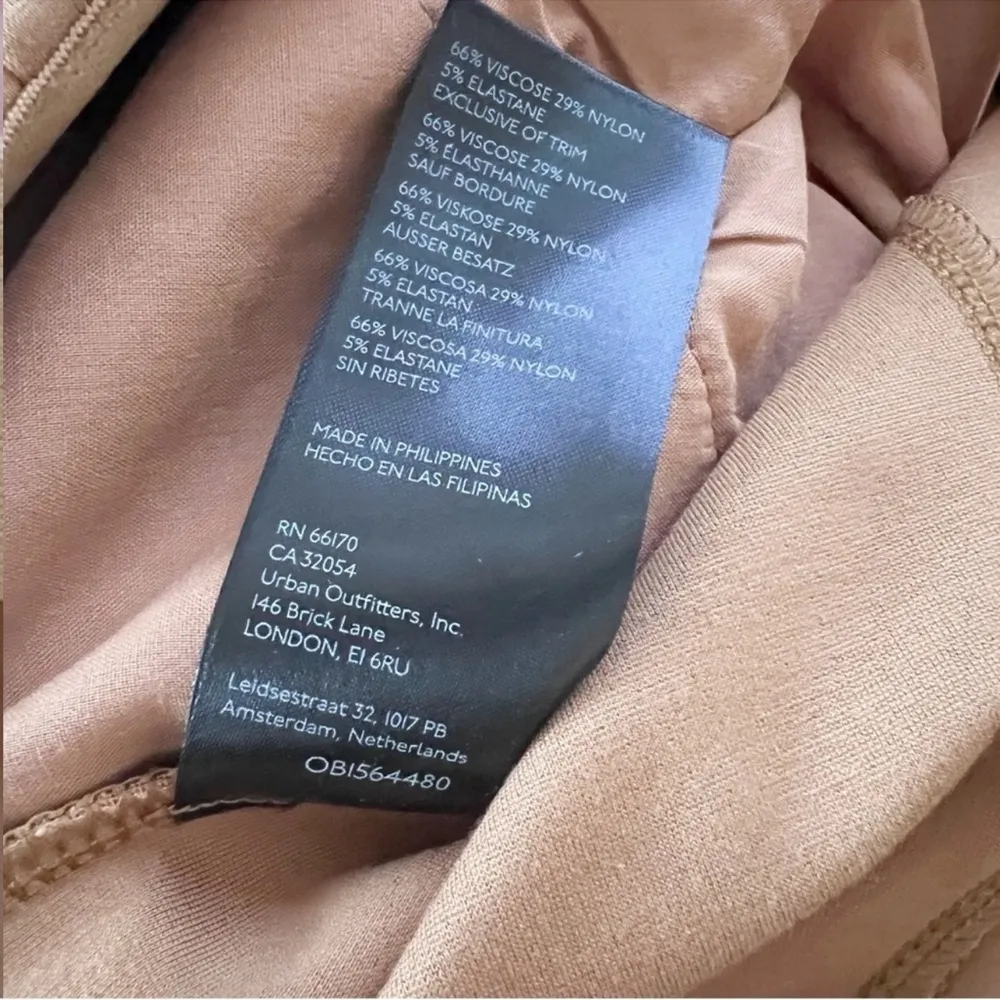 66% VISCOSE 29% NYLON
5% ELASTANE
EXCLUSIVE OF TRIM
66% VISCOSE 29% NYLON
5% ÉLASTHANNE
SAUF BORDURE
66% VISKOSE 29% NYLON
5% ELASTAN
AUSSER BESATZ
66% VISCOSA 29% NYLON
5% ELASTAN
TRANNE LA FINITURA
66% VISCOSA 29% NYLON
5% ELASTANE
SIN RIBETES
MADE IN PHILIPPINES
HECHO EN LAS FILIPINAS
RN 66170
CA 32054
Urban Outfitters, Inc.
146 Brick Lane
LONDON, E1 6RU
Leidsestraat 32, 1017 PB
Amsterdam, Netherlands
OB1564480